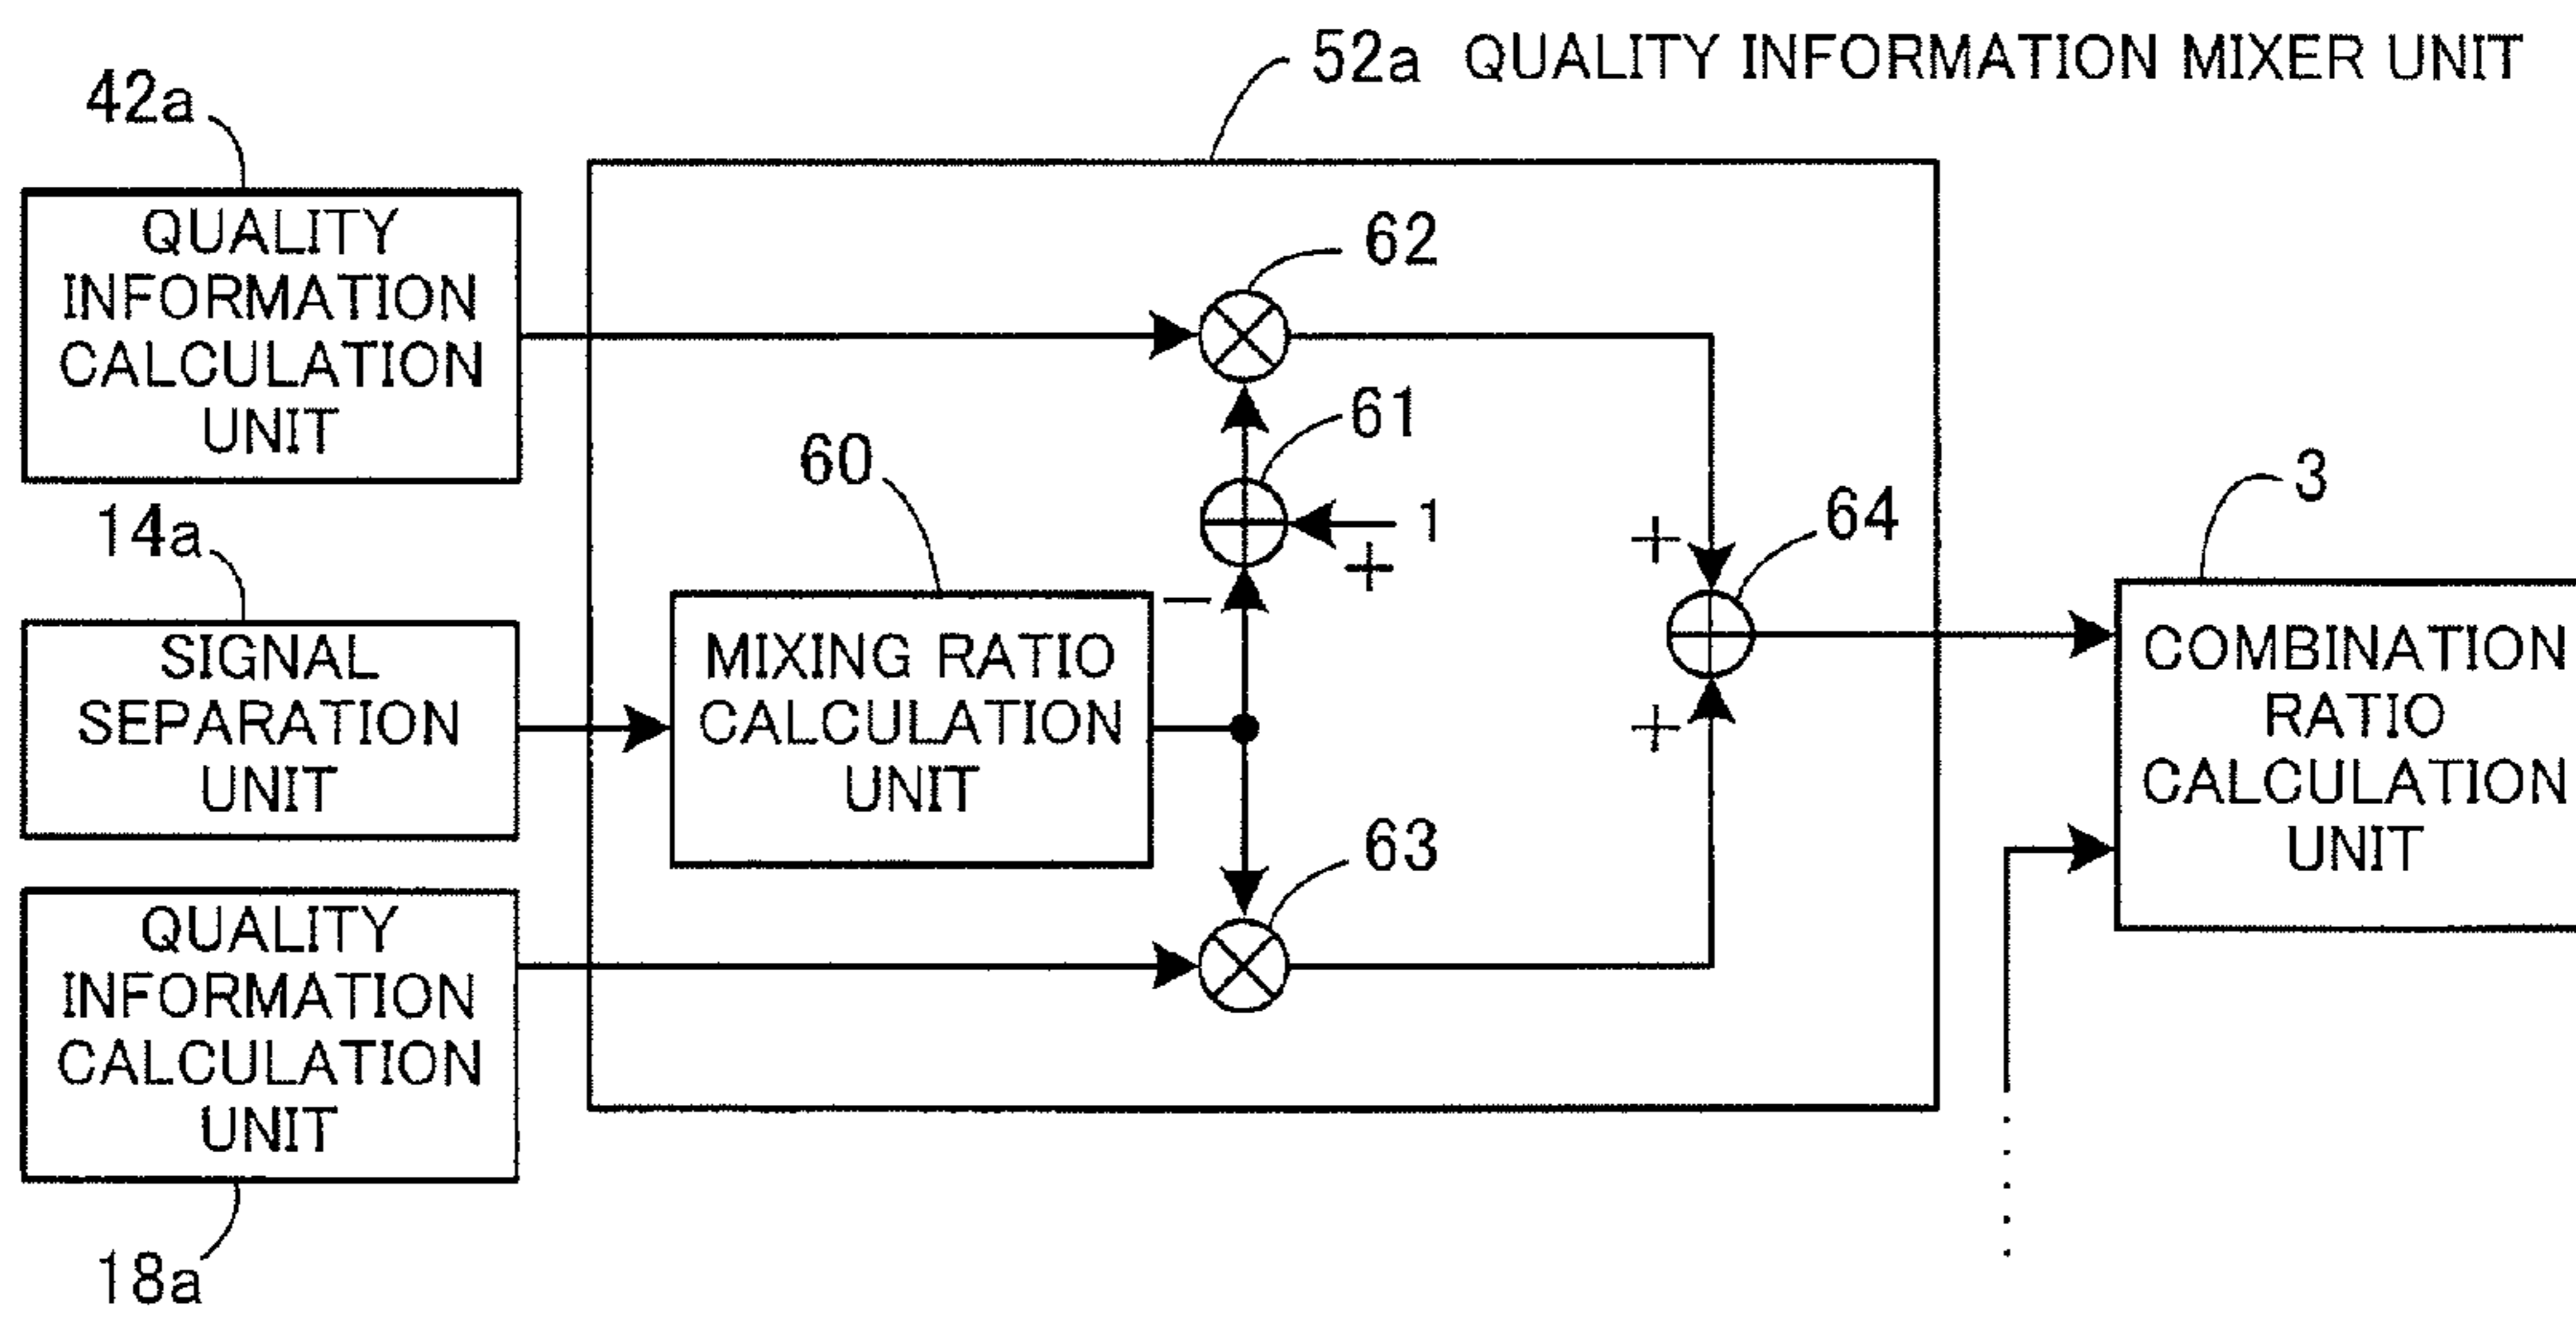 52a QUALITY INFORMATION MIXER UNIT
42a
QUALITY
INFORMATION
CALCULATION
UNIT
62
61
1
+
−
60
MIXING RATIO
CALCULATION
UNIT
14a
SIGNAL
SEPARATION
UNIT
+
64
+
3
COMBINATION
RATIO
CALCULATION
UNIT
63
QUALITY
INFORMATION
CALCULATION
UNIT
18a